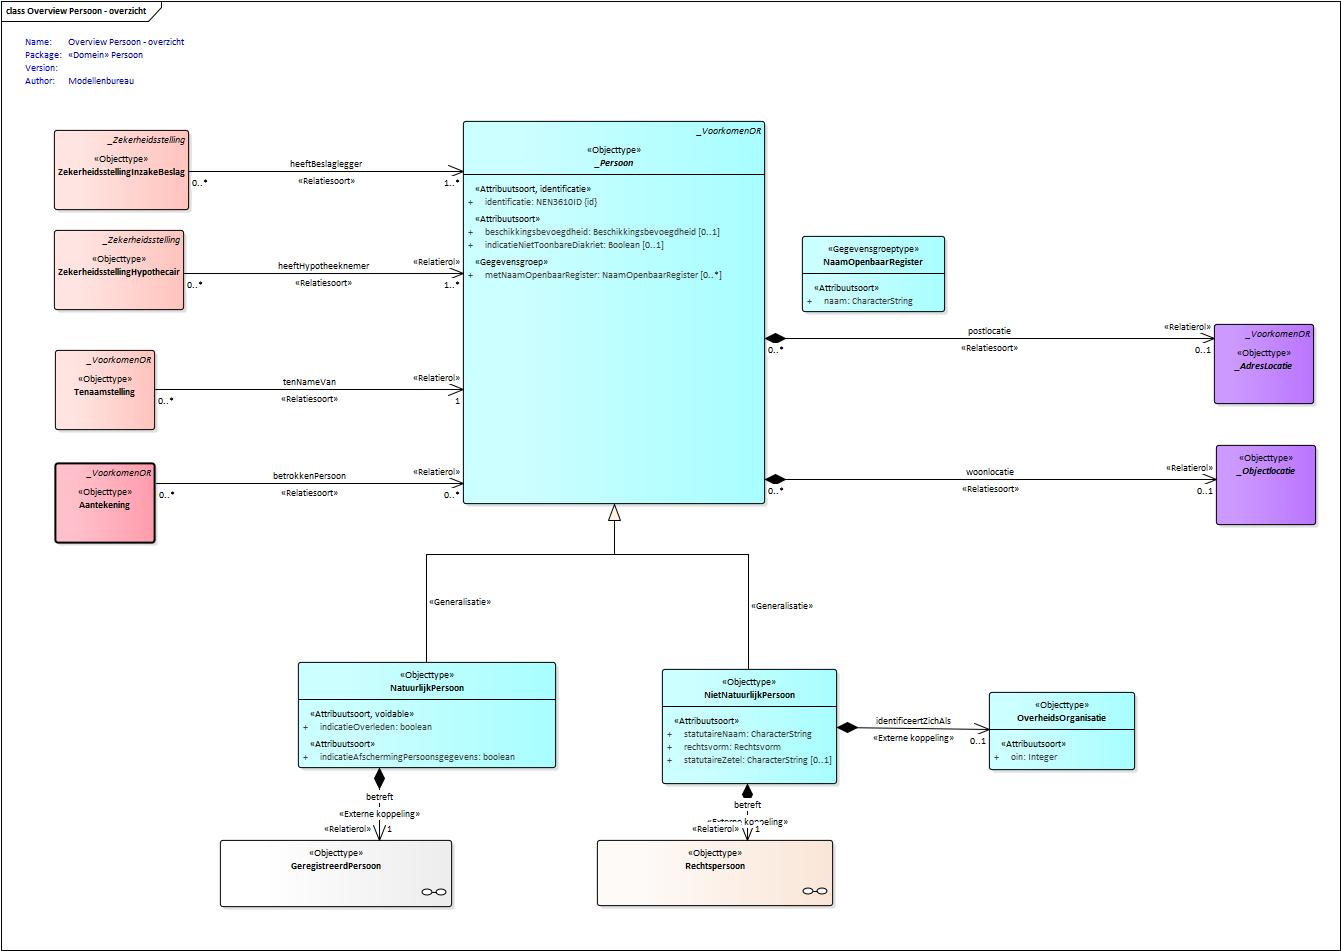 class Overview Persoon - overzicht
Name: Overview Persoon - overzicht
Package: «Domein» Persoon
Version:
Author: Modellenbureau
_Zekerheidsstelling
«Objecttype»
ZekerheidsstellingInzakeBeslag
heeftBeslaglegger
0..*
«Relatiesoort»
1..*
_Zekerheidsstelling
«Objecttype»
ZekerheidsstellingHypothecair
heeftHypotheeknemer
«Relatierol»
0..*
«Relatiesoort»
1..*
_VoorkomenOR
«Objecttype»
Tenaamstelling
tenNameVan
«Relatierol»
0..*
«Relatiesoort»
1
_VoorkomenOR
«Objecttype»
Aantekening
betrokkenPersoon
«Relatierol»
0..*
«Relatiesoort»
0..*
_VoorkomenOR
«Objecttype»
_Persoon
«Attribuutsoort, identificatie»
+ identificatie: NEN3610ID {id}
«Attribuutsoort»
+ beschikkingsbevoegdheid: Beschikkingsbevoegdheid [0..1]
+ indicatieNietToonbareDiakriet: Boolean [0..1]
«Gegevensgroep»
+ metNaamOpenbaarRegister: NaamOpenbaarRegister [0..*]
«Gegevensgroeptype»
NaamOpenbaarRegister
«Attribuutsoort»
+ naam: CharacterString
postlocatie
«Relatierol»
0..*
«Relatiesoort»
0..1
_VoorkomenOR
«Objecttype»
_AdresLocatie
woonlocatie
«Relatierol»
0..*
«Relatiesoort»
0..1
«Objecttype»
_Objectlocatie
«Generalisatie»
«Generalisatie»
«Objecttype»
NatuurlijkPersoon
«Attribuutsoort, voidable»
+ indicatieOverleden: boolean
«Attribuutsoort»
+ indicatieAfschermingPersoonsgegevens: boolean
«Objecttype»
NietNatuurlijkPersoon
«Attribuutsoort»
+ statutaireNaam: CharacterString
+ rechtsvorm: Rechtsvorm
+ statutaireZetel: CharacterString [0..1]
identificeertZichAls
«Externe koppeling»
0..1
«Objecttype»
OverheidsOrganisatie
«Attribuutsoort»
+ oin: Integer
betreft
«Externe koppeling»
«Relatierol» 1
«Objecttype»
GeregistreerdPersoon
betreft
«Externe koppeling»
«Relatierol» 1
«Objecttype»
Rechtspersoon